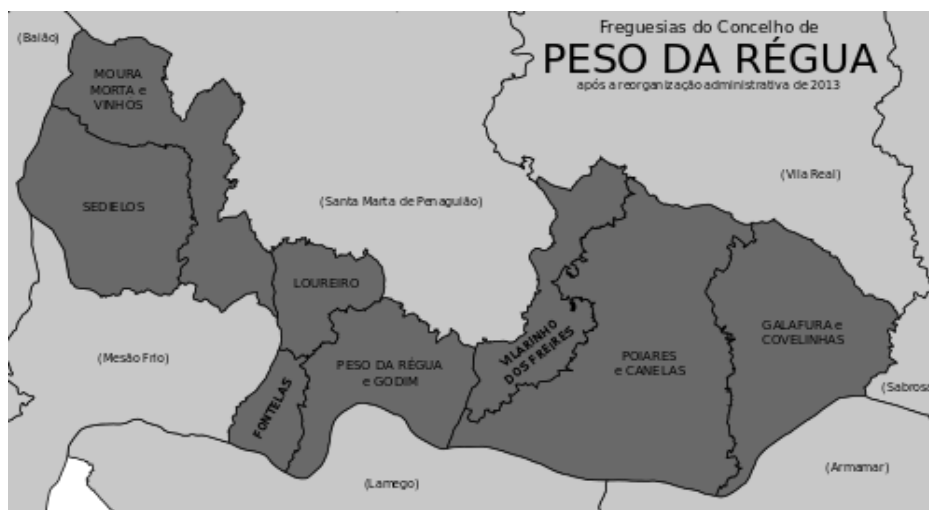 Freguesias do Concelho de
PESO DA RÉGUA
após a reorganização administrativa de 2013
(Baião)
MOURA
MORTA e
VINHOS
(Vila Real)
SEDIELOS
(Santa Marta de Penaguião)
LOUREIRO
GALAFURA e
COVELINHAS
(Mesão Frio)
PESO DA RÉGUA
e GODIM
VILARINHO
DOS FREIRES
POIARES
e CANELAS
(Sabrosa
FONTELAS
(Lamego)
(Armamar)